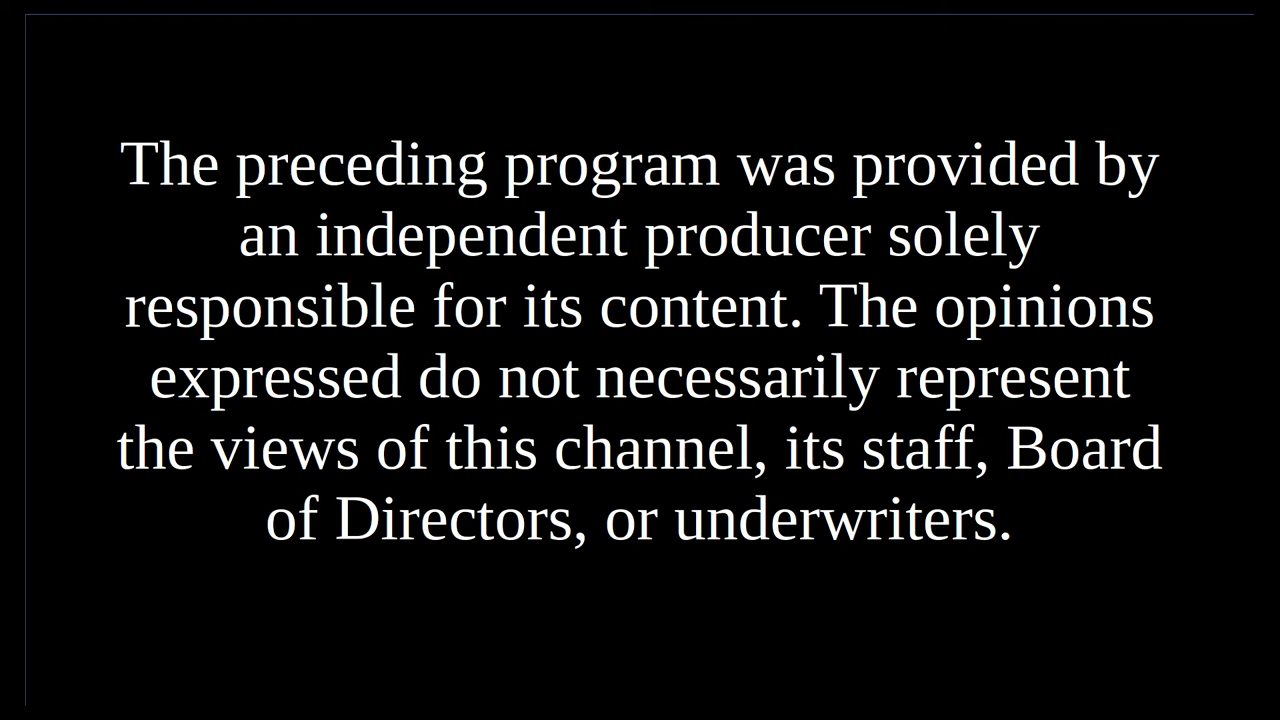 The preceding program was provided by
an independent producer solely
responsible for its content. The opinions
expressed do not necessarily represent
the views of this channel, its staff, Board
of Directors, or underwriters.